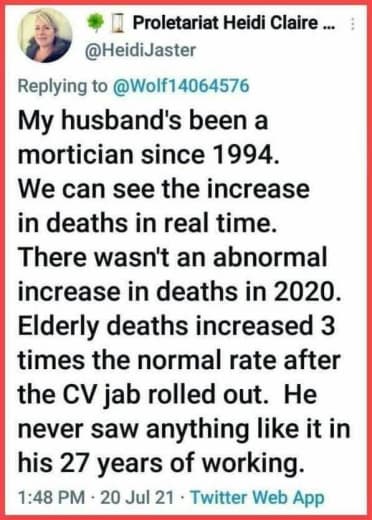 Proletariat Heidi Claire ...
@HeidiJaster
Replying to @Wolf14064576
My husband's been a
mortician since 1994.
We can see the increase
in deaths in real time.
There wasn't an abnormal
increase in deaths in 2020.
Elderly deaths increased 3
times the normal rate after
the CV jab rolled out. He
never saw anything like it in
his 27 years of working.
1:48 PM · 20 Jul 21 · Twitter Web App